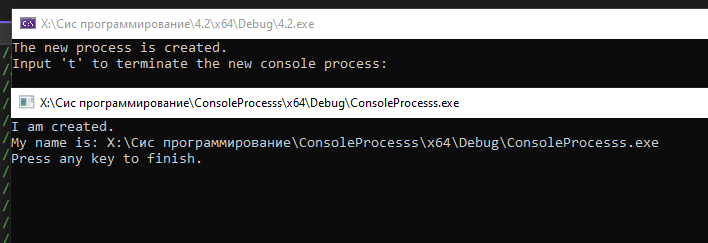 X:\Сис программирование\4.2\x64\Debug\4.2.exe
The new process is created.
Input 't' to terminate the new console process:
X:\Сис программирование\ConsoleProcesss\x64\Debug\ConsoleProcesss.exe
I am created.
My name is: X:\Сис программирование\ConsoleProcesss\x64\Debug\ConsoleProcesss.exe
Press any key to finish.